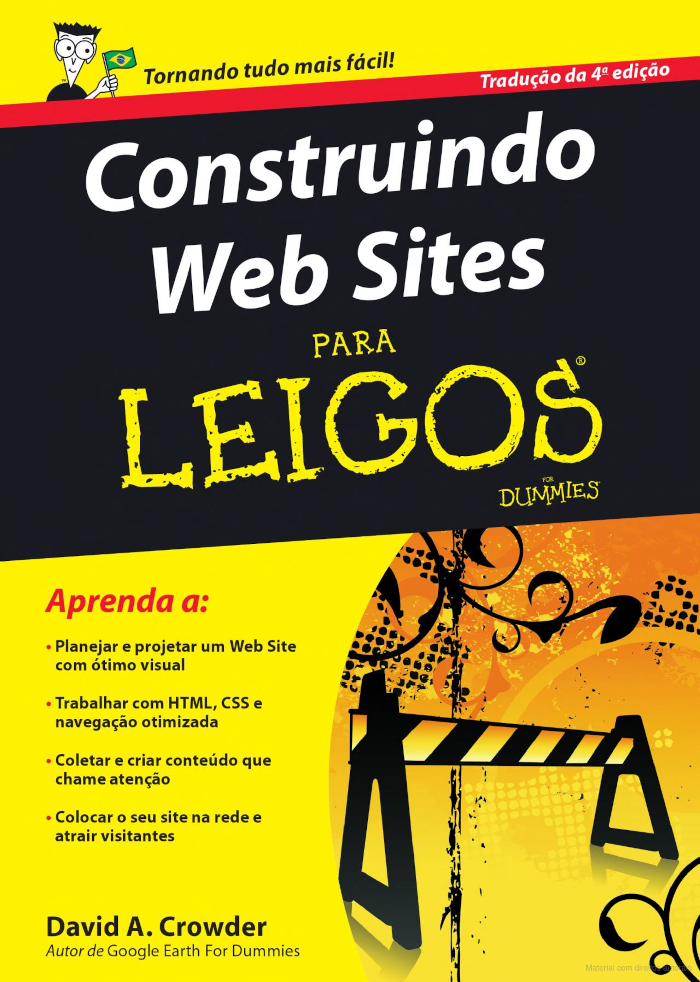 Tornando tudo mais fácil!
Tradução da 4ª edição
Construindo
Web Sites
PARA
LEIGOS®
FOR
DUMMIES
Aprenda a:
• Planejar e projetar um Web Site
com ótimo visual
• Trabalhar com HTML, CSS e
navegação otimizada
• Coletar e criar conteúdo que
chame atenção
• Colocar o seu site na rede e
atrair visitantes
David A. Crowder
Autor de Google Earth For Dummies
Material com